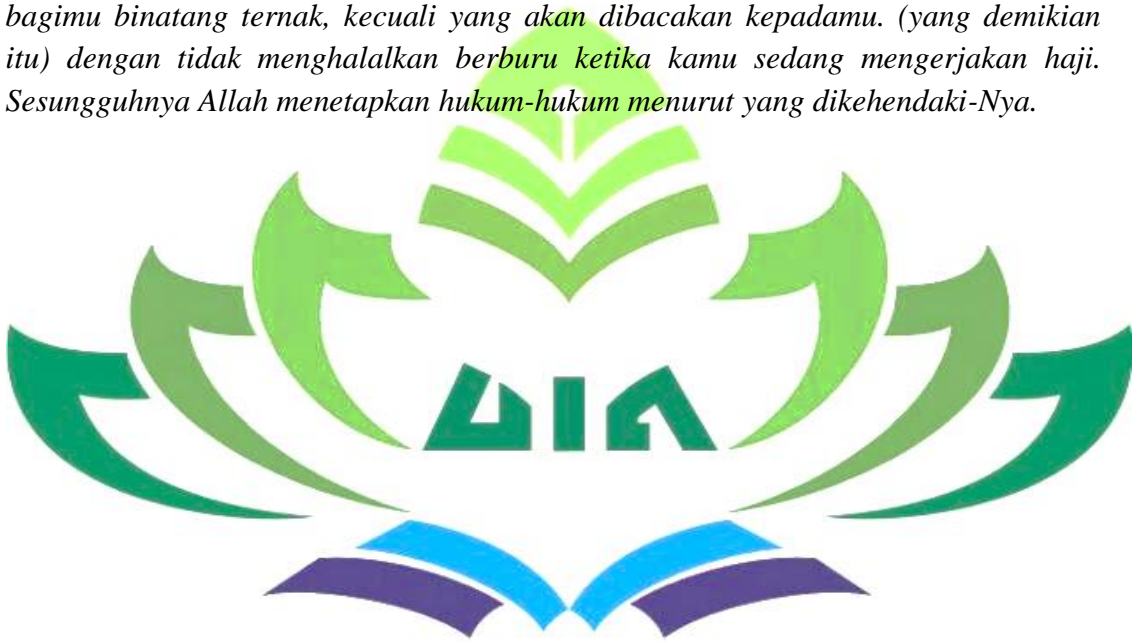 bagimu binatang ternak, kecuali yang akan dibacakan kepadamu. (yang demikian
itu) dengan tidak menghalalkan berburu ketika kamu sedang mengerjakan haji.
Sesungguhnya Allah menetapkan hukum-hukum menurut yang dikehendaki-Nya.
UIN